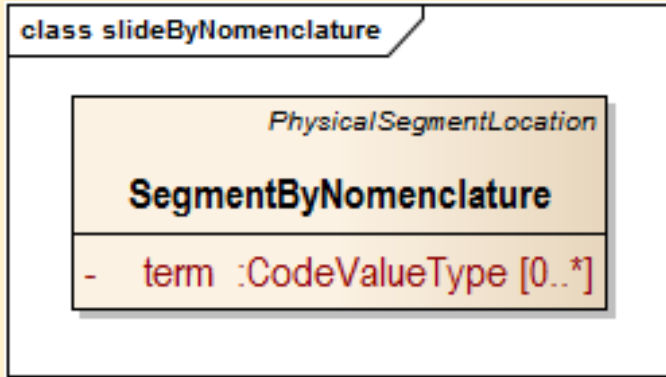 class slideByNomenclature
PhysicalSegmentLocation
SegmentByNomenclature
- term :CodeValueType [0..*]